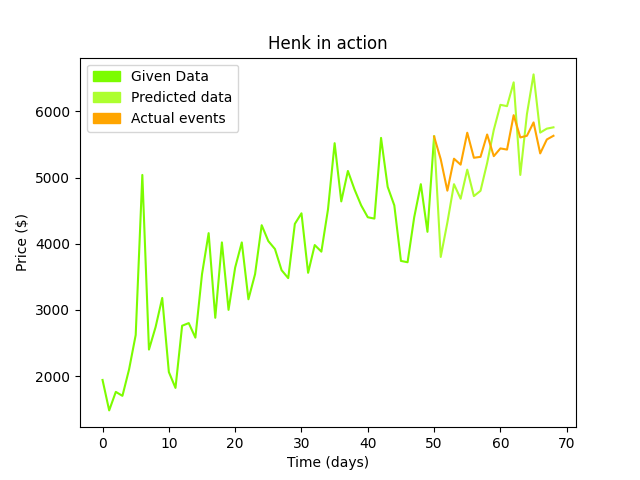 Henk in action
Given Data
Predicted data
Actual events
Price ($)
6000
5000
4000
3000
2000
0 10 20 30 40 50 60 70
Time (days)